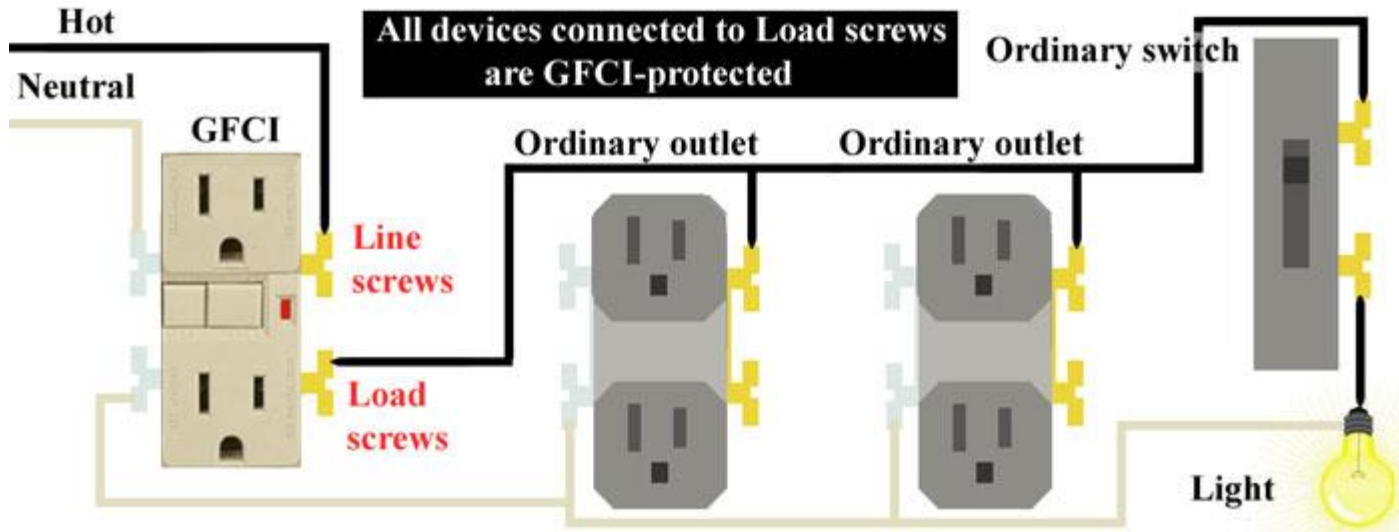 Hot
All devices connected to Load screws
are GFCI-protected
Ordinary switch
Neutral
GFCI
Ordinary outlet
Ordinary outlet
Line
screws
Load
screws
Light